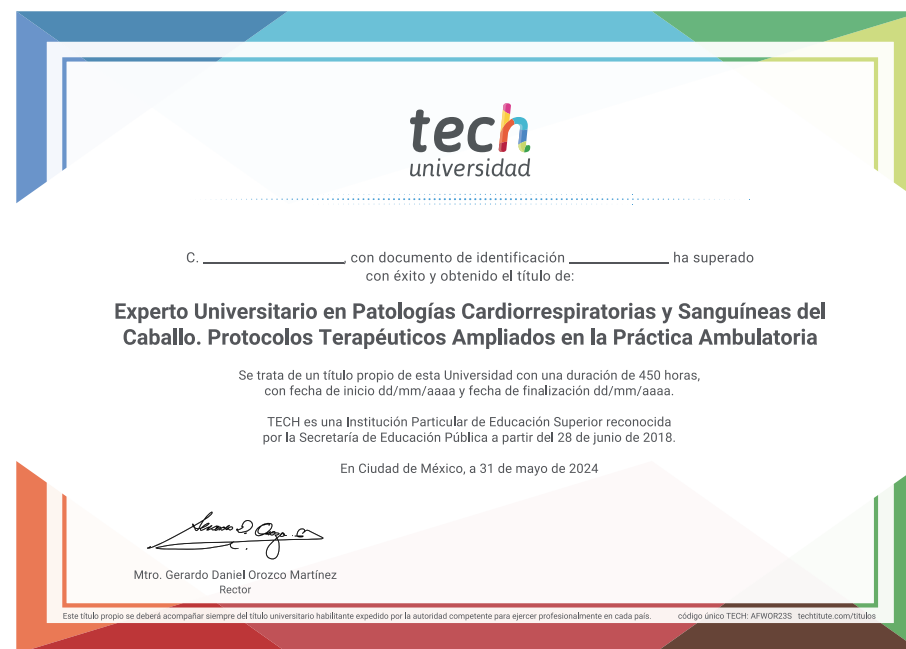 tech
universidad
C. ____________, con documento de identificación ____________ ha superado
con éxito y obtenido el título de:
Experto Universitario en Patologías Cardiorrespiratorias y Sanguíneas del
Caballo. Protocolos Terapéuticos Ampliados en la Práctica Ambulatoria
Se trata de un título propio de esta Universidad con una duración de 450 horas,
con fecha de inicio dd/mm/aaaa y fecha de finalización dd/mm/aaaa.
TECH es una Institución Particular de Educación Superior reconocida
por la Secretaría de Educación Pública a partir del 28 de junio de 2018.
En Ciudad de México, a 31 de mayo de 2024
Mtro. Gerardo Daniel Orozco Martínez
Rector
Este título propio se deberá acompañar siempre del título universitario habilitante expedido por la autoridad competente para ejercer profesionalmente en cada país. código único TECH: AFWOR23S techtitute.com/titulos